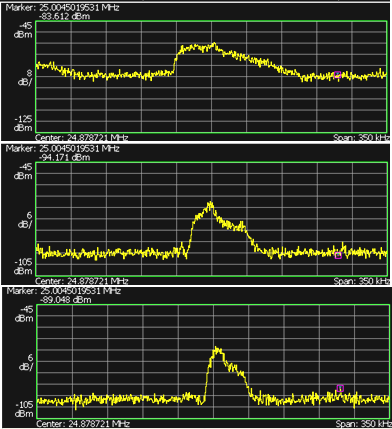 Marker: 25.0045019531 MHz
-83.612 dBm
-45
dBm
8
dB/
-125
dBm
Center: 24.878721 MHz Span: 350 kHz
Marker: 25.0045019531 MHz
-94.171 dBm
-45
dBm
6
dB/
-105
dBm
Center: 24.878721 MHz Span: 350 kHz
Marker: 25.0045019531 MHz
-89.048 dBm
-45
dBm
6
dB/
-105
dBm
Center: 24.878721 MHz Span: 350 kHz